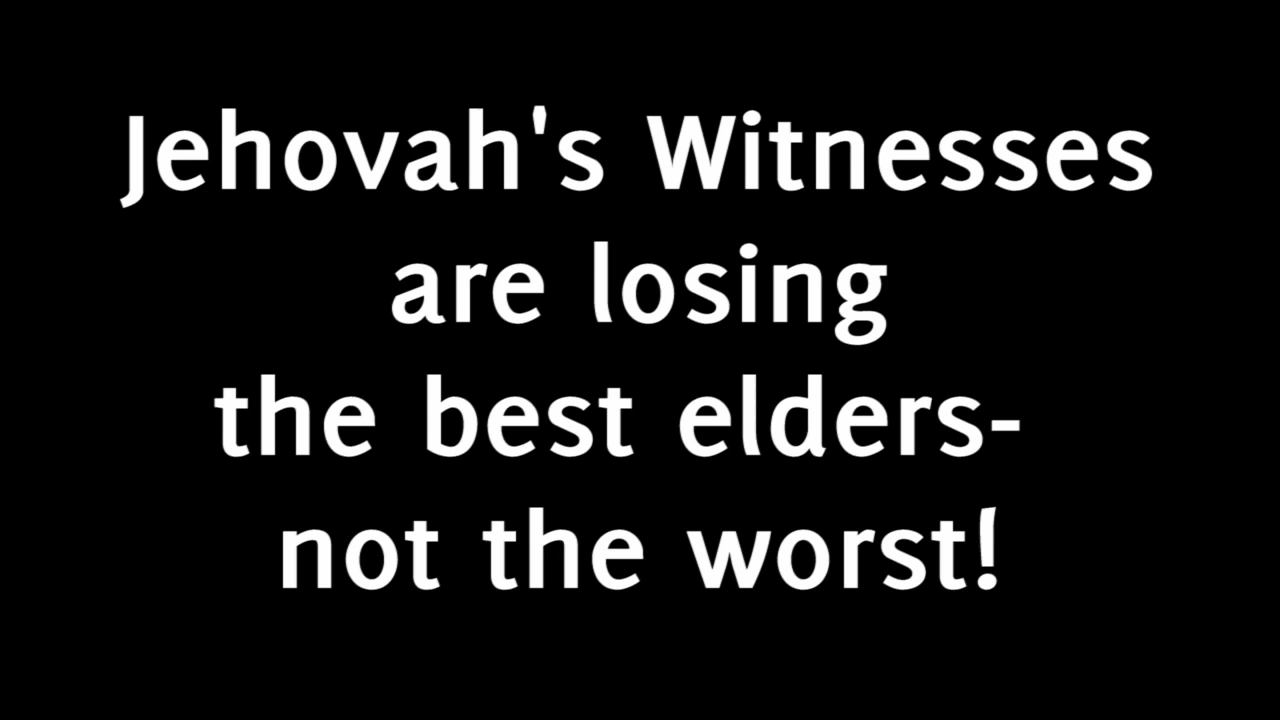 Jehovah's Witnesses
are losing
the best elders-
not the worst!